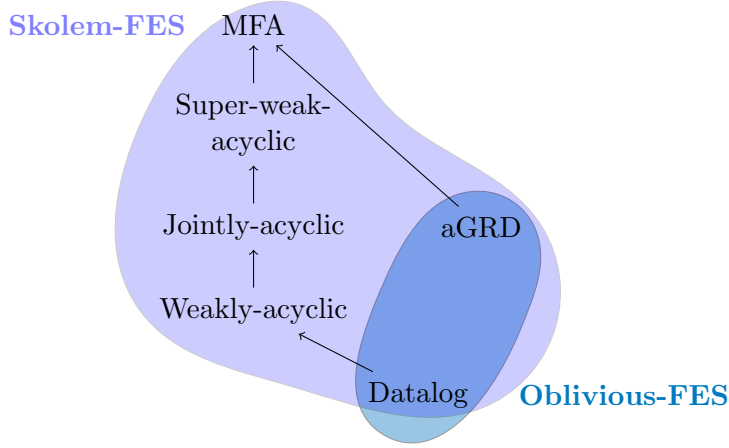 Skolem-FES
MFA
Super-weak-
acyclic
Jointly-acyclic
aGRD
Weakly-acyclic
Datalog
Oblivious-FES